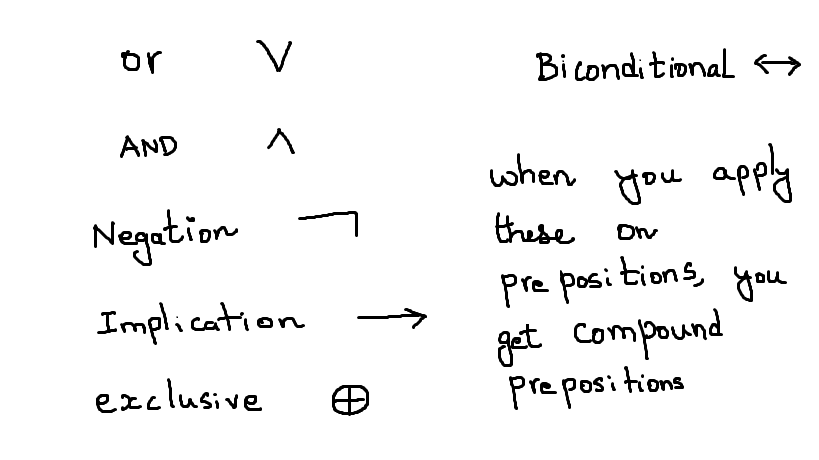 or ∨
AND ∧
Negation ¬
Implication →
exclusive ⊕
Biconditional ↔
when you apply
these on
prepositions, you
get compound
prepositions